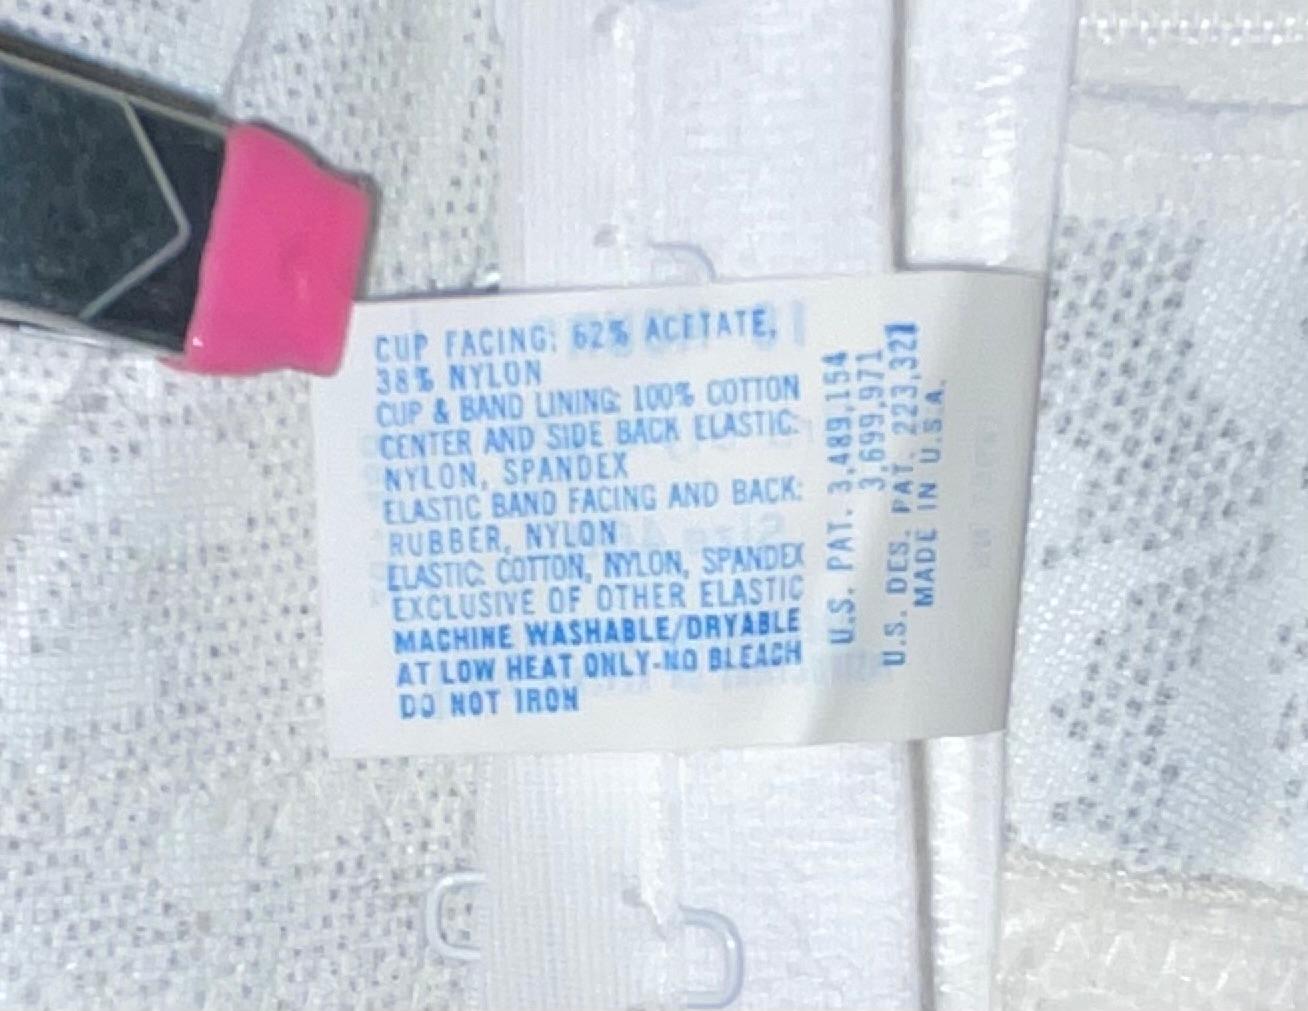 CUP FACING: 62% ACETATE,
38% NYLON
CUP & BAND LINING: 100% COTTON
CENTER AND SIDE BACK ELASTIC:
NYLON, SPANDEX
ELASTIC BAND FACING AND BACK:
RUBBER, NYLON
ELASTIC: COTTON, NYLON, SPANDEX
EXCLUSIVE OF OTHER ELASTIC
MACHINE WASHABLE/DRYABLE
AT LOW HEAT ONLY-NO BLEACH
DO NOT IRON
U.S. PAT. 3,489,154
3,699,971
U.S. DES. PAT. 223,321
MADE IN U.S.A.